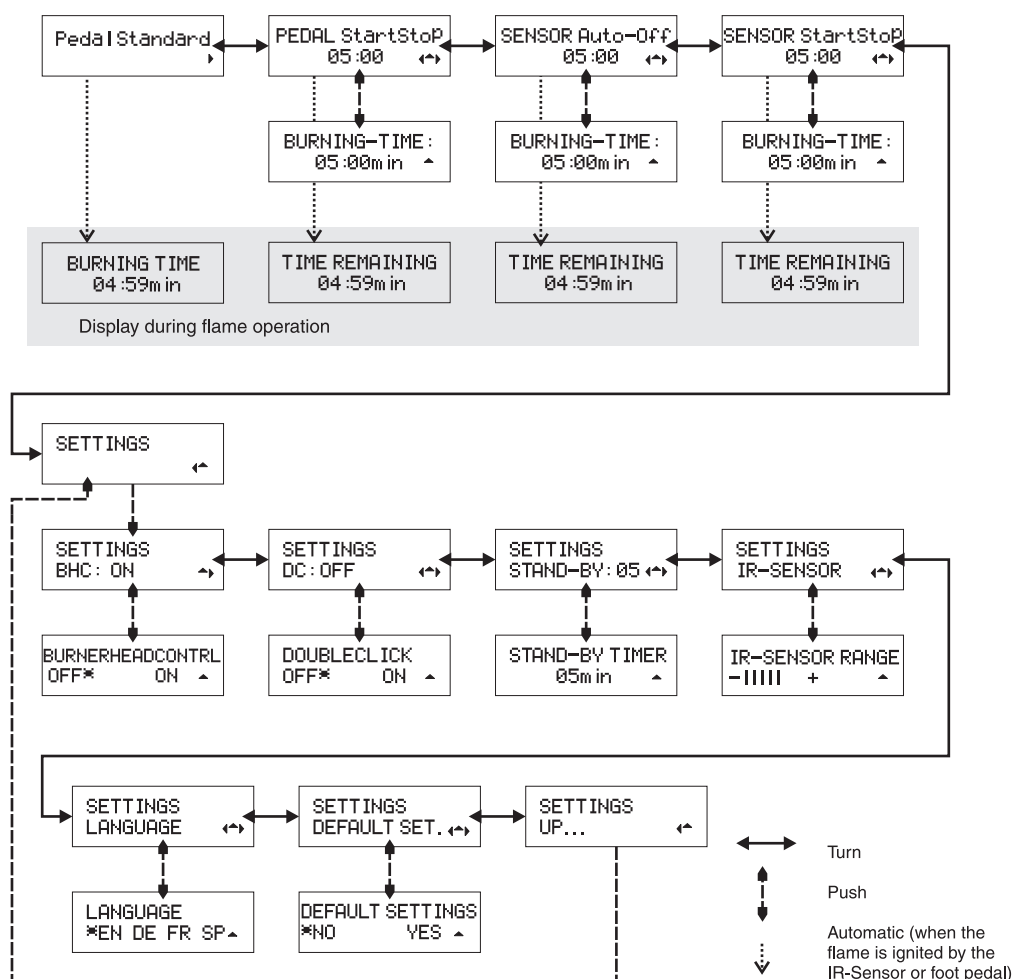 Pedal Standard
PEDAL StartStop
05:00
SENSOR Auto-Off
05:00
SENSOR StartStop
05:00
BURNING-TIME:
05:00min
BURNING-TIME:
05:00min
BURNING-TIME:
05:00min
BURNING TIME
04:59min
TIME REMAINING
04:59min
TIME REMAINING
04:59min
TIME REMAINING
04:59min
Display during flame operation
SETTINGS
SETTINGS
BHC: ON
SETTINGS
DC:OFF
SETTINGS
STAND-BY:05
SETTINGS
IR-SENSOR
BURNERHEADCONTRL
OFF* ON
DOUBLECLICK
OFF* ON
STAND-BY TIMER
05min
IR-SENSOR RANGE
-IIIII +
SETTINGS
LANGUAGE
SETTINGS
DEFAULT SET.
SETTINGS
UP...
LANGUAGE
*EN DE FR SP
DEFAULT SETTINGS
*NO YES
Turn
Push
Automatic (when the
flame is ignited by the
IR-Sensor or foot pedal)